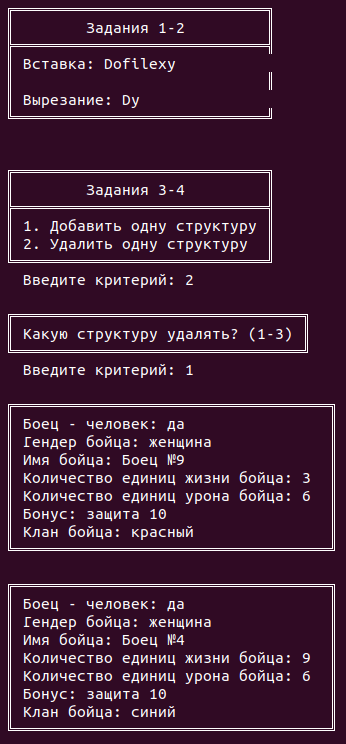 Задания 1-2
Вставка: Dofilexy
Вырезание: Dy
Задания 3-4
1. Добавить одну структуру
2. Удалить одну структуру
Введите критерий: 2
Какую структуру удалять? (1-3)
Введите критерий: 1
Боец - человек: да
Гендер бойца: женщина
Имя бойца: Боец №9
Количество единиц жизни бойца: 3
Количество единиц урона бойца: 6
Бонус: защита 10
Клан бойца: красный
Боец - человек: да
Гендер бойца: женщина
Имя бойца: Боец №4
Количество единиц жизни бойца: 9
Количество единиц урона бойца: 6
Бонус: защита 10
Клан бойца: синий